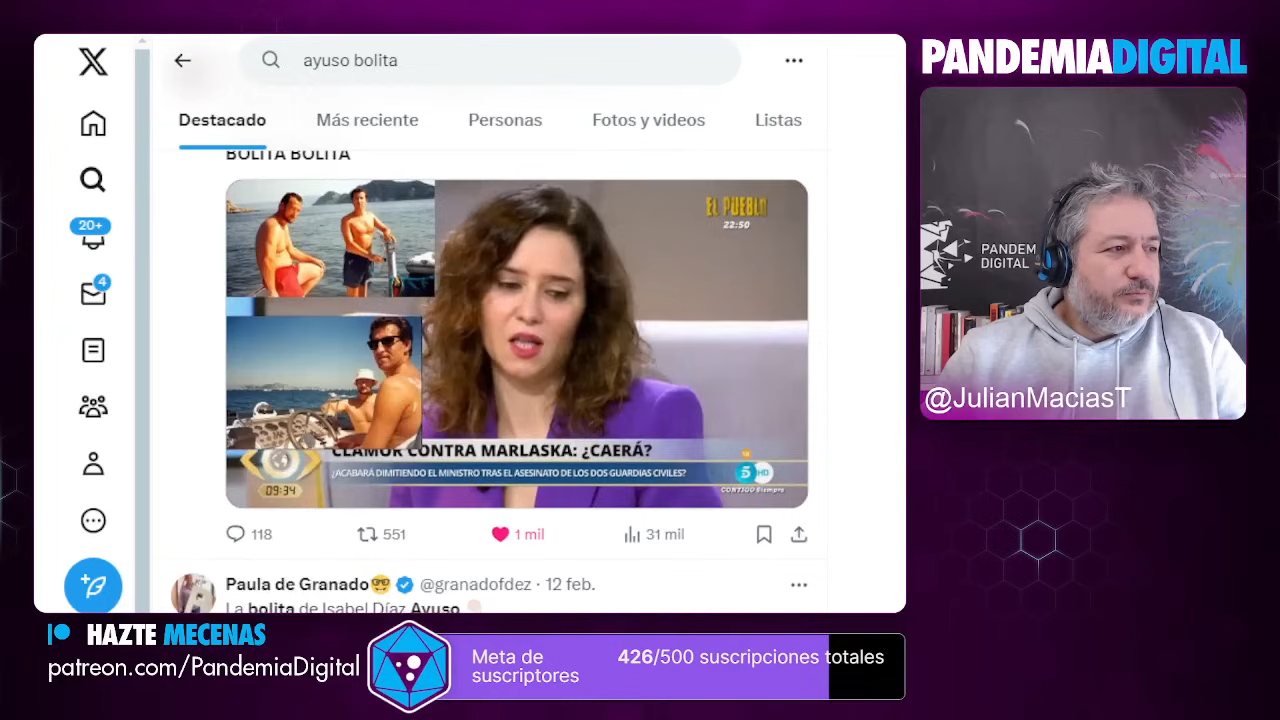 ayuso bolita
Destacado
Más reciente
Personas
Fotos y videos
Listas
20+
4
BOLITA BOLITA
EL PUEBLO
22:50
CLAMOR CONTRA MARLASKA: ¿CAERÁ?
¿ACABARÁ DIMITIENDO EL MINISTRO TRAS EL ASESINATO DE LOS DOS GUARDIAS CIVILES?
09:34
5 HD
CONTIGO Siempre
118
551
1 mil
31 mil
Paula de Granado @granadofdez · 12 feb.
La bolita de Isabel Díaz Ayuso
PANDEMIADIGITAL
PANDEM
DIGITAL
@JulianMaciasT
HAZTE MECENAS
patreon.com/PandemiaDigital
Meta de
suscriptores
426/500 suscripciones totales